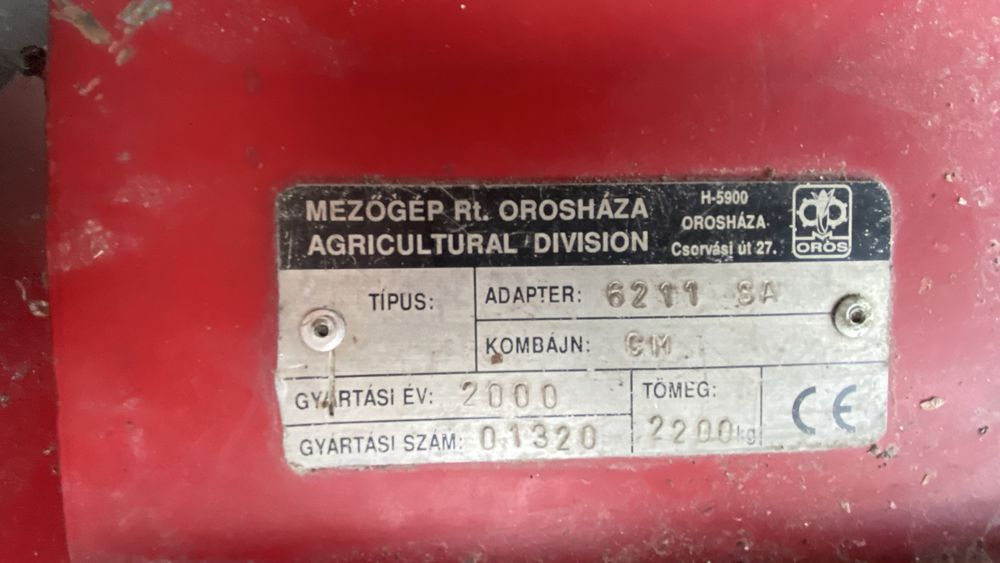 MEZŐGÉP Rt. OROSHÁZA
AGRICULTURAL DIVISION
H-5900
OROSHÁZA
Csorvási út 27.
OROS
TÍPUS:
ADAPTER: 6211 SA
KOMBÁJN: CM
GYÁRTÁSI ÉV: 2000
GYÁRTÁSI SZÁM: 01320
TÖMEG:
2200kg
CE